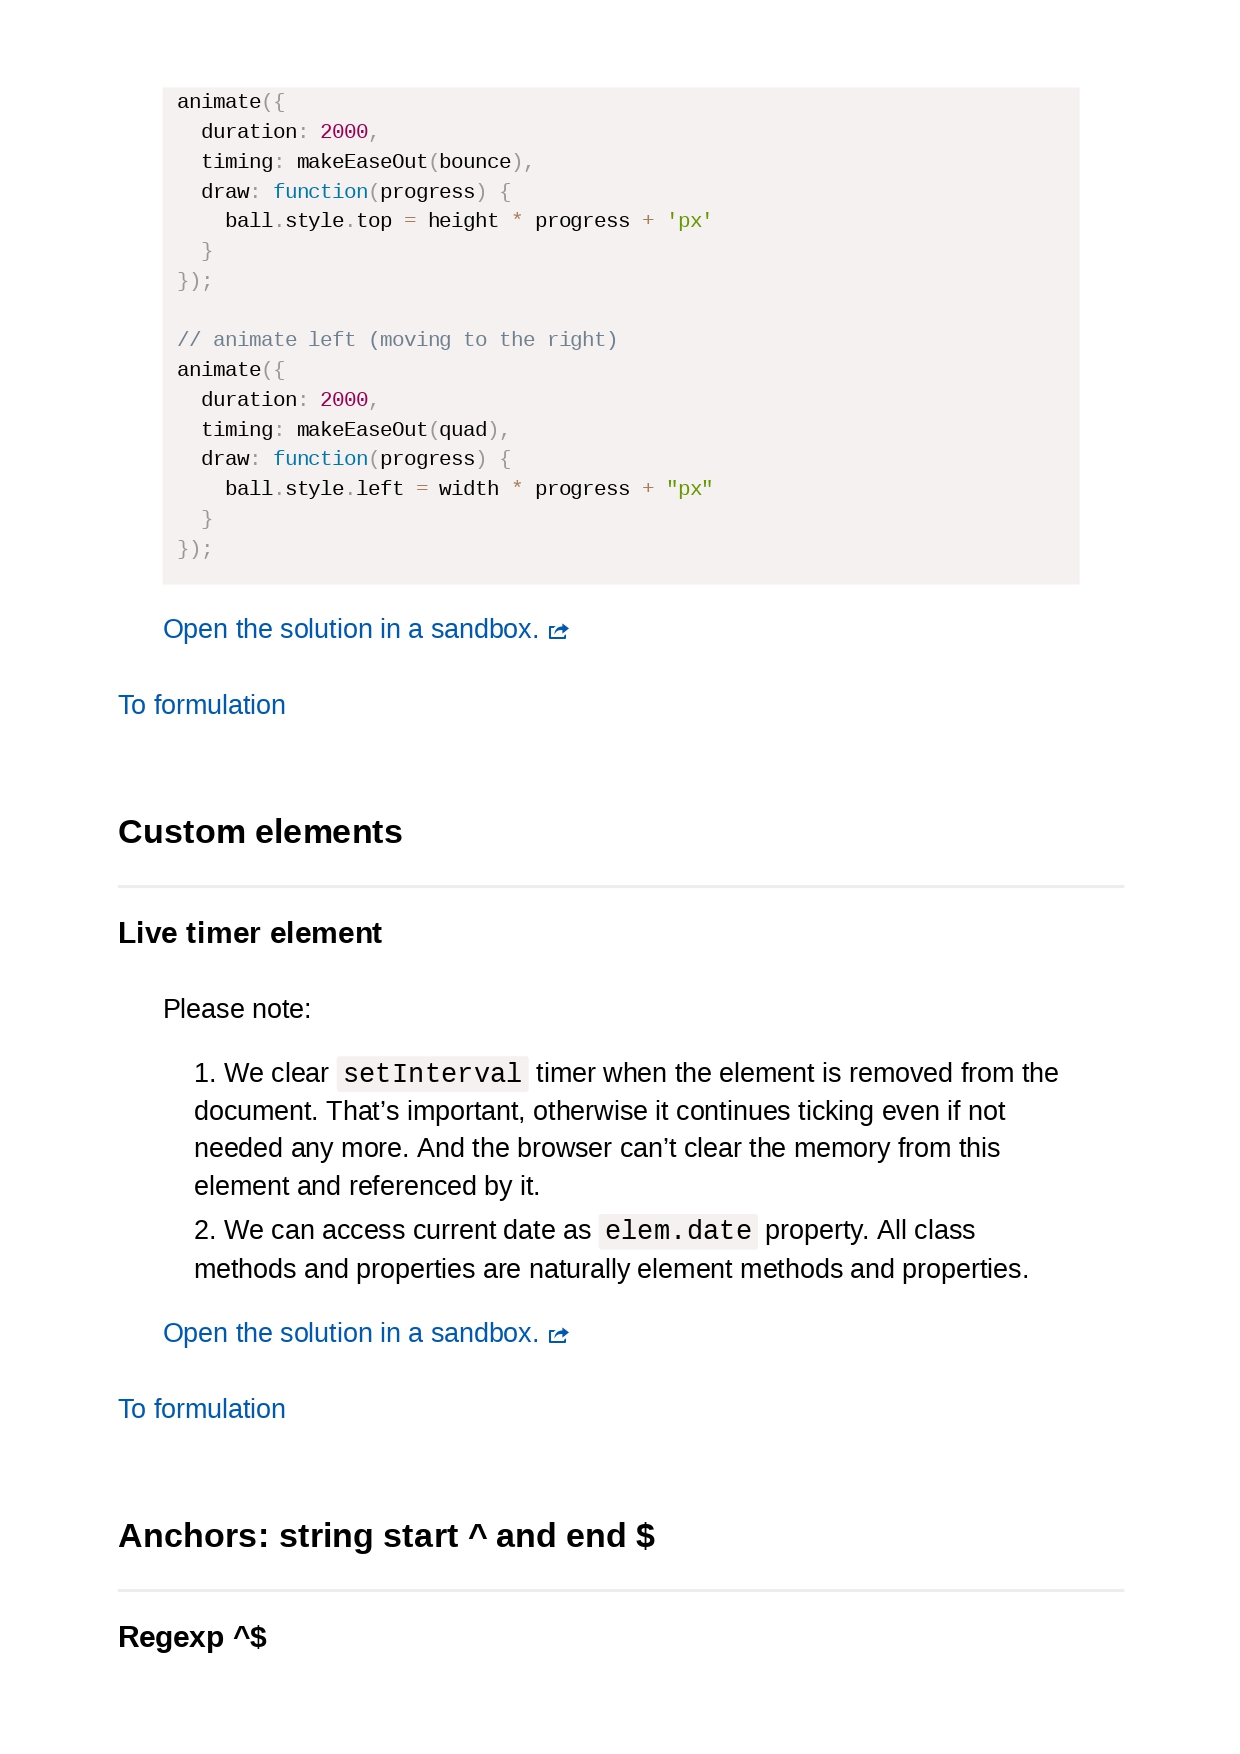 animate({
  duration: 2000,
  timing: makeEaseOut(bounce),
  draw: function(progress) {
    ball.style.top = height * progress + 'px'
  }
});

// animate left (moving to the right)
animate({
  duration: 2000,
  timing: makeEaseOut(quad),
  draw: function(progress) {
    ball.style.left = width * progress + "px"
  }
});
Open the solution in a sandbox.
To formulation
Custom elements
Live timer element
Please note:
1. We clear setInterval timer when the element is removed from the
document. That’s important, otherwise it continues ticking even if not
needed any more. And the browser can’t clear the memory from this
element and referenced by it.
2. We can access current date as elem.date property. All class
methods and properties are naturally element methods and properties.
Open the solution in a sandbox.
To formulation
Anchors: string start ^ and end $
Regexp ^$